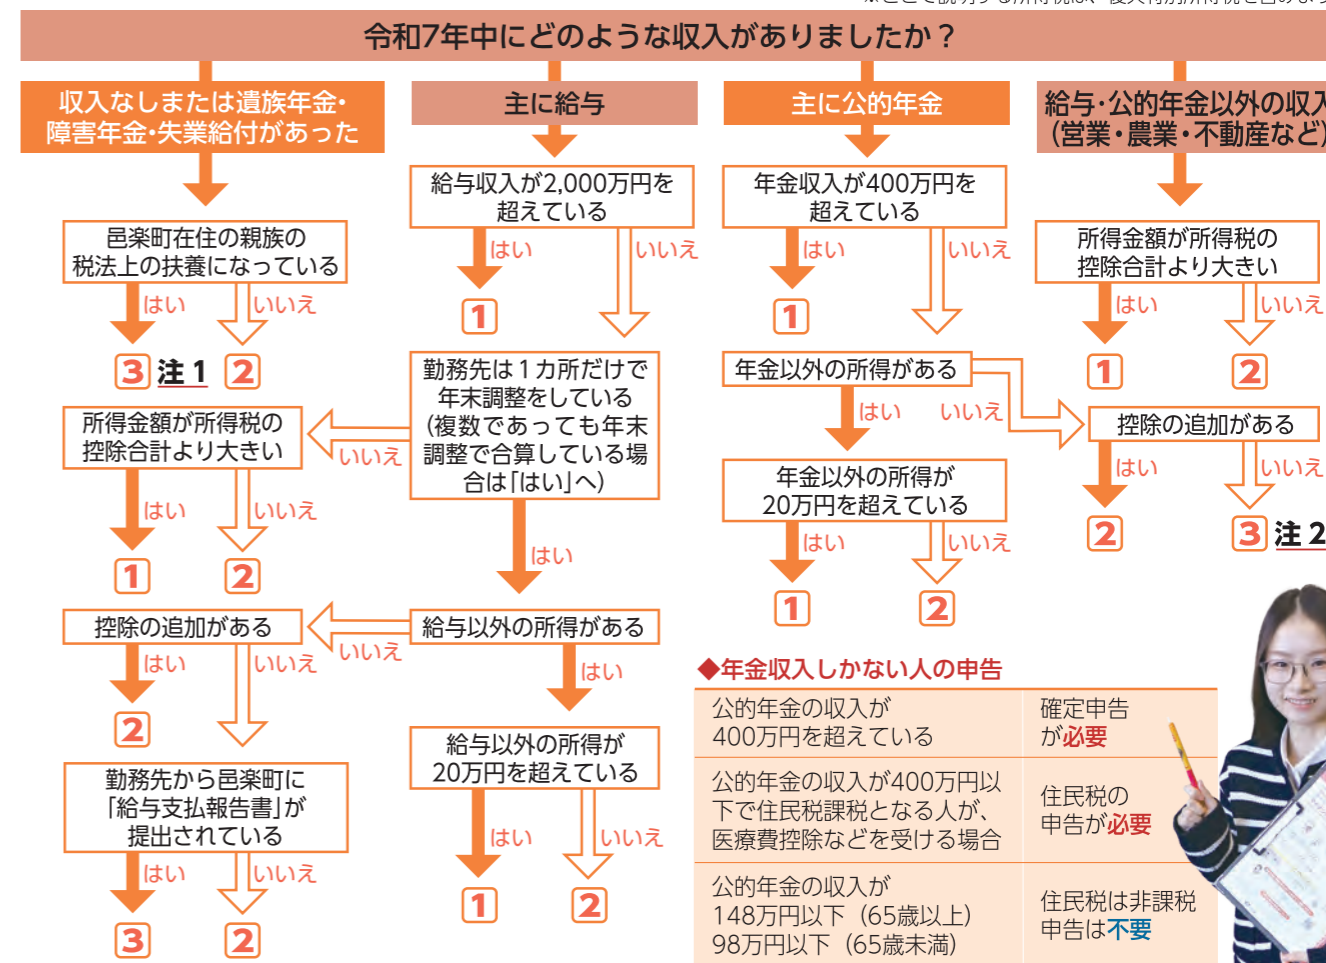 令和7年中にどのような収入がありましたか？
収入なしまたは遺族年金・
障害年金・失業給付があった
邑楽町在住の親族の
税法上の扶養になっている
はい
いいえ
3 注1
2
主に給与
給与収入が2,000万円を
超えている
はい
いいえ
1
勤務先は1カ所だけで
年末調整をしている
(複数であっても年末
調整で合算している場
合は「はい」へ)
いいえ
はい
所得金額が所得税の
控除合計より大きい
はい
いいえ
1
2
給与以外の所得がある
いいえ
はい
控除の追加がある
はい
いいえ
2
勤務先から邑楽町に
「給与支払報告書」が
提出されている
はい
いいえ
3
2
給与以外の所得が
20万円を超えている
はい
いいえ
1
2
主に公的年金
年金収入が400万円を
超えている
はい
いいえ
1
年金以外の所得がある
はい
いいえ
年金以外の所得が
20万円を超えている
はい
いいえ
1
2
給与・公的年金以外の収入
(営業・農業・不動産など)
所得金額が所得税の
控除合計より大きい
はい
いいえ
1
2
控除の追加がある
はい
いいえ
2
3 注2
◆年金収入しかない人の申告
公的年金の収入が
400万円を超えている
確定申告
が必要
公的年金の収入が400万円以
下で住民税課税となる人が、
医療費控除などを受ける場合
住民税の
申告が必要
公的年金の収入が
148万円以下（65歳以上）
98万円以下（65歳未満）
住民税は非課税
申告は不要